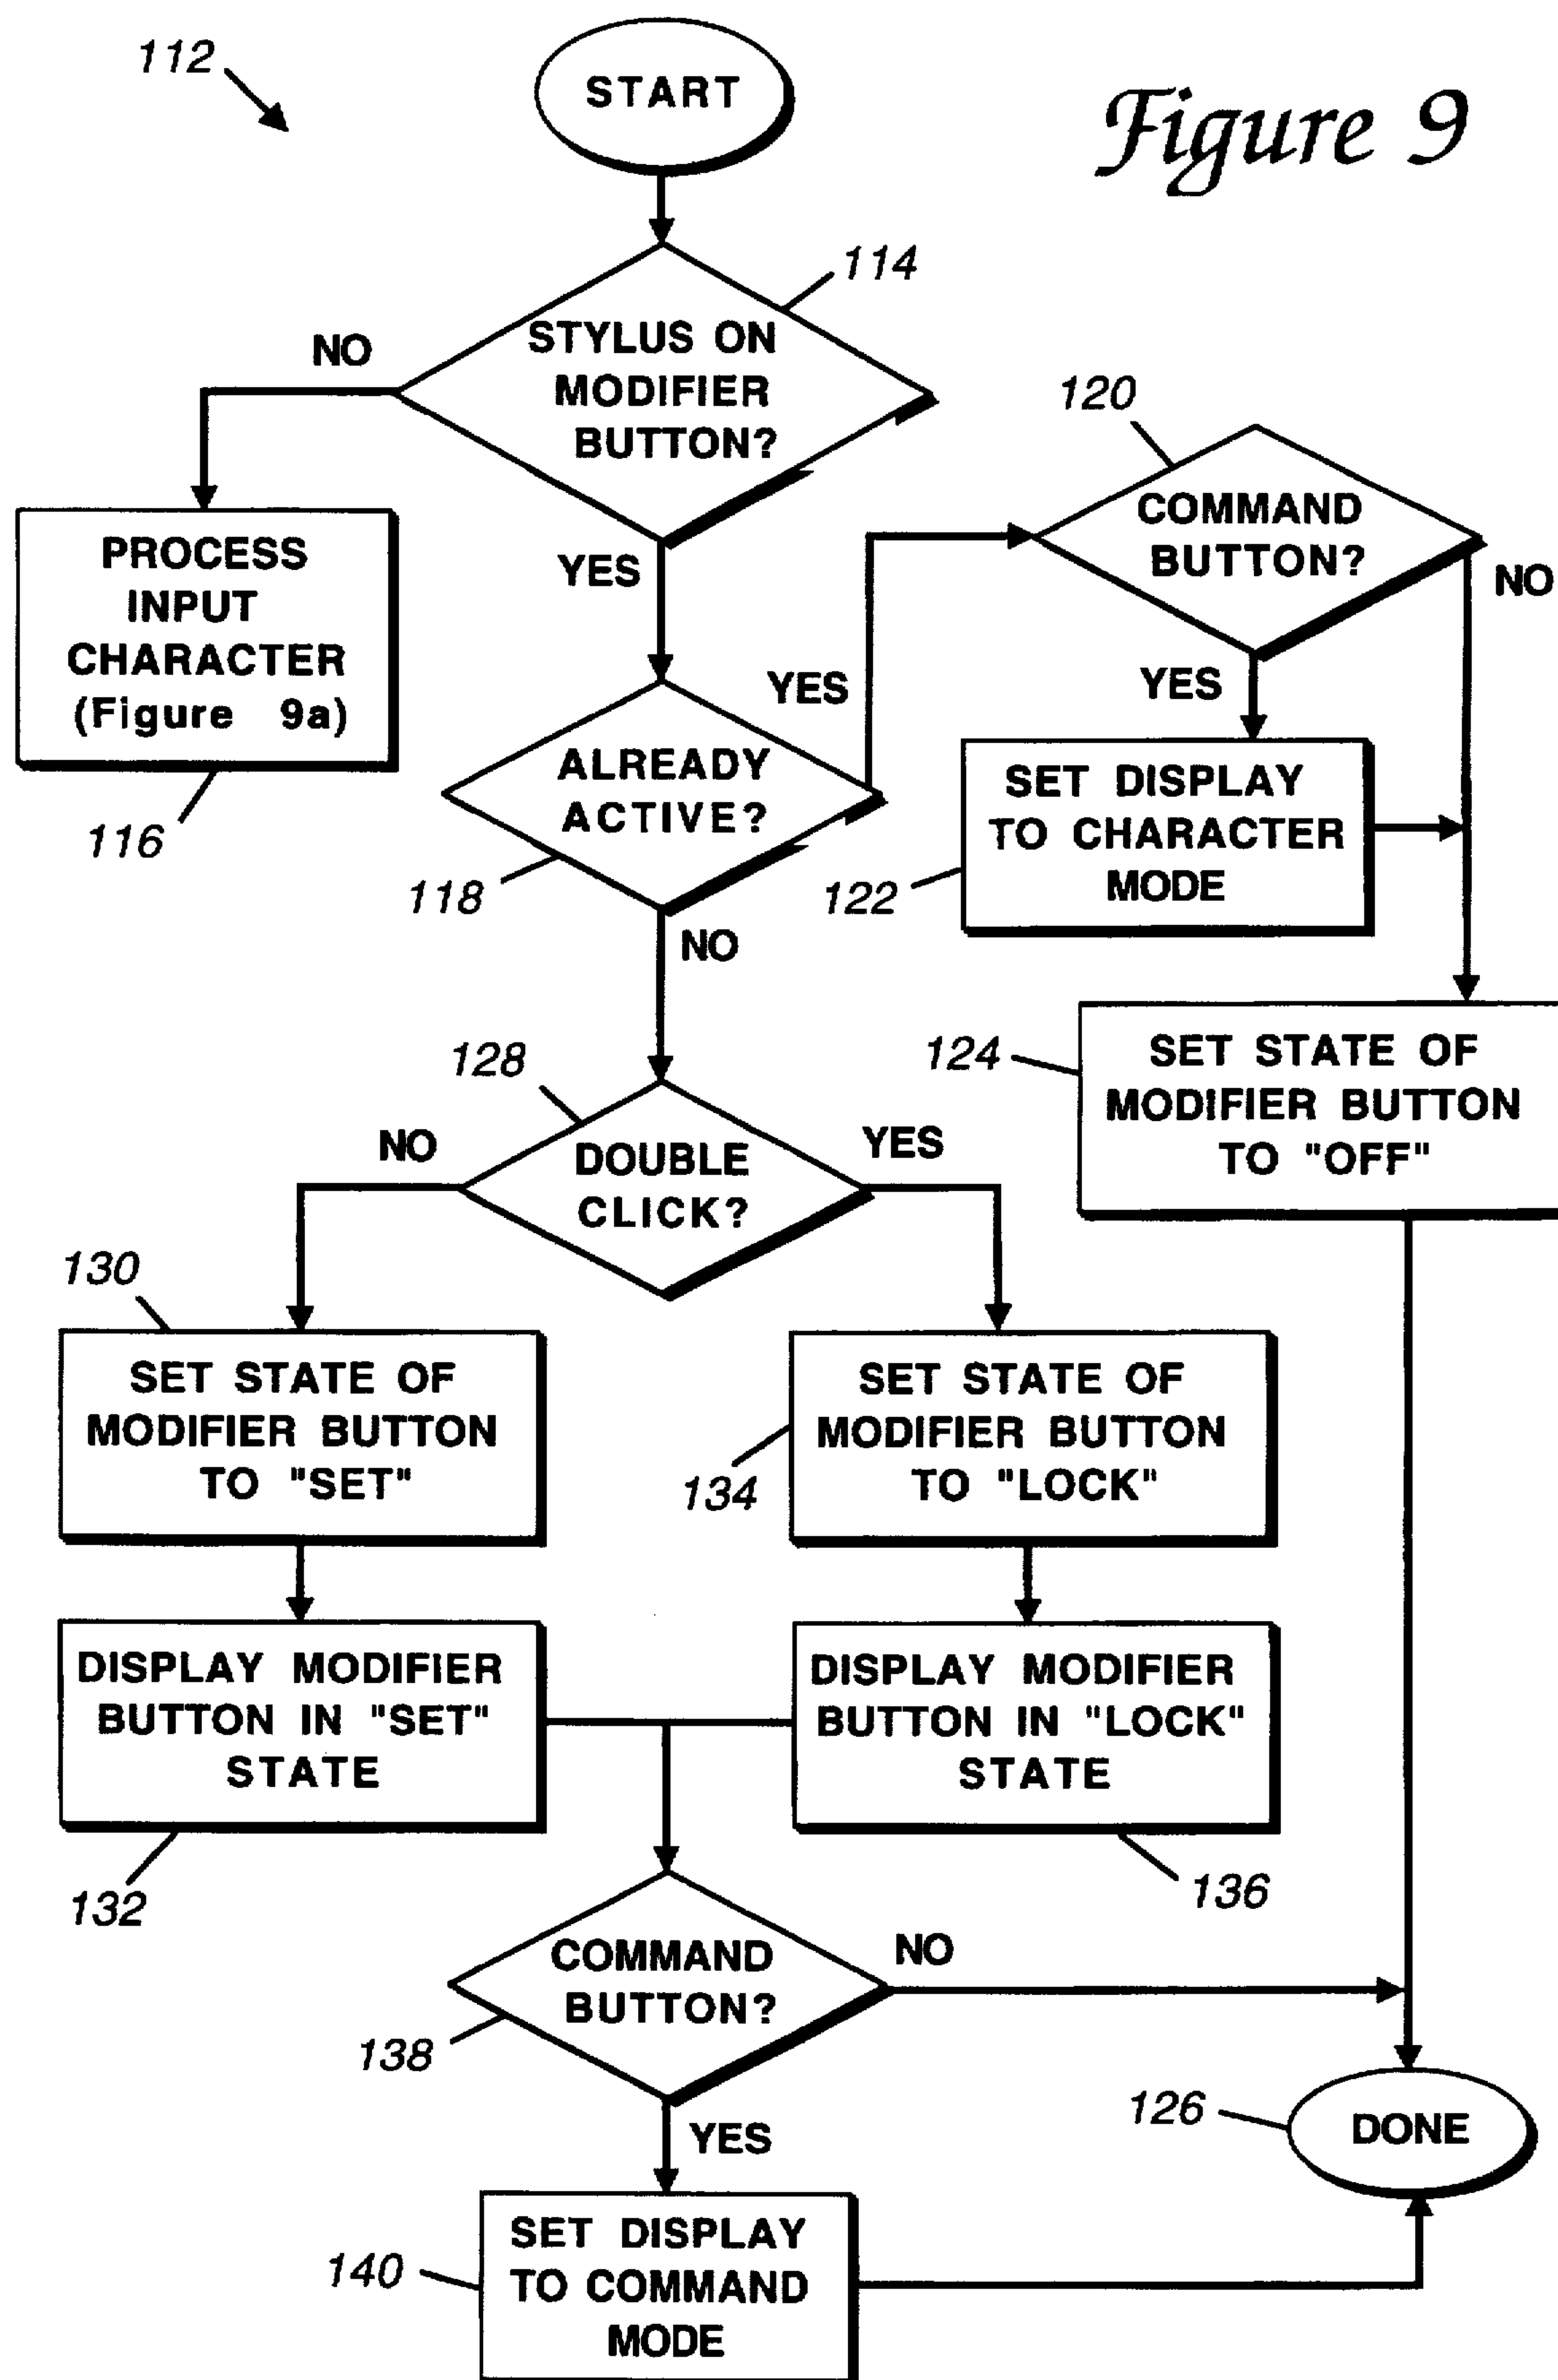 112
START
Figure 9
114
NO
STYLUS ON
MODIFIER
BUTTON?
120
COMMAND
BUTTON?
NO
PROCESS
INPUT
CHARACTER
(Figure 9a)
YES
YES
YES
116
ALREADY
ACTIVE?
118
SET DISPLAY
TO CHARACTER
MODE
122
NO
128
124
SET STATE OF
MODIFIER BUTTON
TO "OFF"
NO
DOUBLE
CLICK?
YES
130
SET STATE OF
MODIFIER BUTTON
TO "SET"
SET STATE OF
MODIFIER BUTTON
TO "LOCK"
134
DISPLAY MODIFIER
BUTTON IN "SET"
STATE
DISPLAY MODIFIER
BUTTON IN "LOCK"
STATE
132
136
COMMAND
BUTTON?
NO
138
126
DONE
YES
140
SET DISPLAY
TO COMMAND
MODE